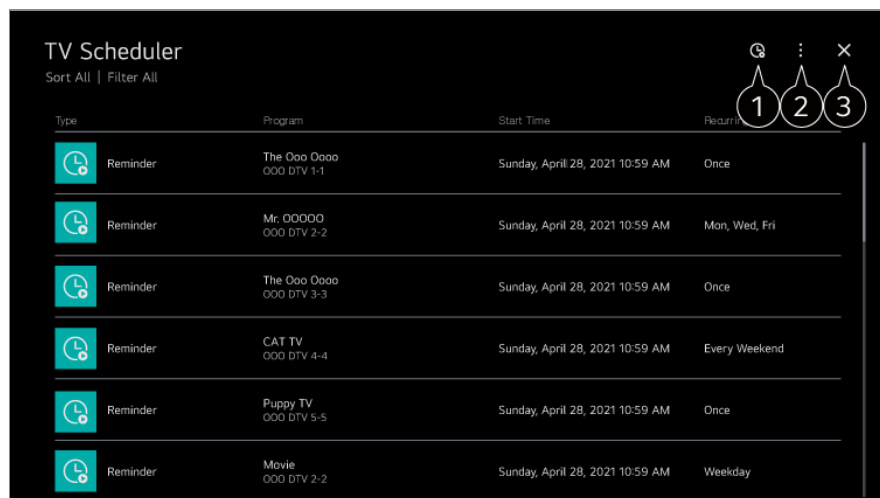 TV Scheduler
Sort All | Filter All
1 2 3
Type Program Start Time
Reminder The Ooo Oooo Sunday, April 28, 2021 10:59 AM Once
OOO DTV 1-1
Reminder Mr. OOOOO Sunday, April 28, 2021 10:59 AM Mon, Wed, Fri
OOO DTV 2-2
Reminder The Ooo Oooo Sunday, April 28, 2021 10:59 AM Once
OOO DTV 3-3
Reminder CAT TV Sunday, April 28, 2021 10:59 AM Every Weekend
OOO DTV 4-4
Reminder Puppy TV Sunday, April 28, 2021 10:59 AM Once
OOO DTV 5-5
Reminder Movie Sunday, April 28, 2021 10:59 AM Weekday
OOO DTV 2-2